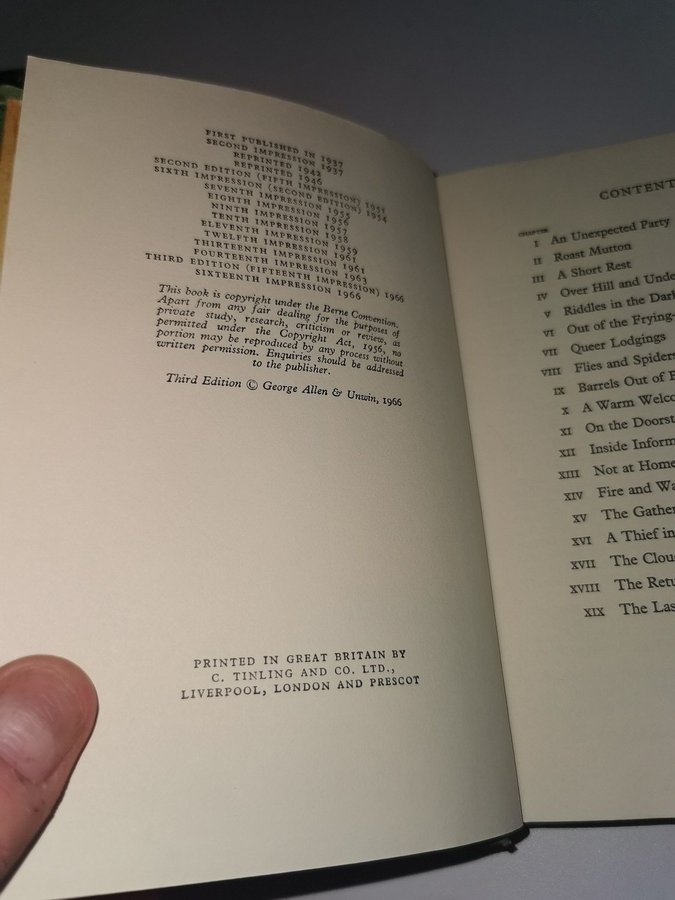 FIRST PUBLISHED IN 1937
SECOND IMPRESSION 1937
REPRINTED 1942
REPRINTED 1946
SECOND EDITION (FIFTH IMPRESSION) 1951
SIXTH IMPRESSION (SECOND EDITION) 1954
SEVENTH IMPRESSION 1955
EIGHTH IMPRESSION 1956
NINTH IMPRESSION 1957
TENTH IMPRESSION 1958
ELEVENTH IMPRESSION 1959
TWELFTH IMPRESSION 1961
THIRTEENTH IMPRESSION 1961
FOURTEENTH IMPRESSION 1963
THIRD EDITION (FIFTEENTH IMPRESSION) 1966
SIXTEENTH IMPRESSION 1966
This book is copyright under the Berne Convention.
Apart from any fair dealing for the purposes of
private study, research, criticism or review, as
permitted under the Copyright Act, 1956, no
portion may be reproduced by any process without
written permission. Enquiries should be addressed
to the publisher.
Third Edition © George Allen & Unwin, 1966
PRINTED IN GREAT BRITAIN BY
C. TINLING AND CO. LTD.,
LIVERPOOL, LONDON AND PRESCOT
CONTENT
CHAPTER
I An Unexpected Party
II Roast Mutton
III A Short Rest
IV Over Hill and Unde
V Riddles in the Dark
VI Out of the Frying-
VII Queer Lodgings
VIII Flies and Spiders
IX Barrels Out of B
X A Warm Welco
XI On the Doorst
XII Inside Inform
XIII Not at Home
XIV Fire and Wa
XV The Gather
XVI A Thief in
XVII The Clou
XVIII The Retu
XIX The Las